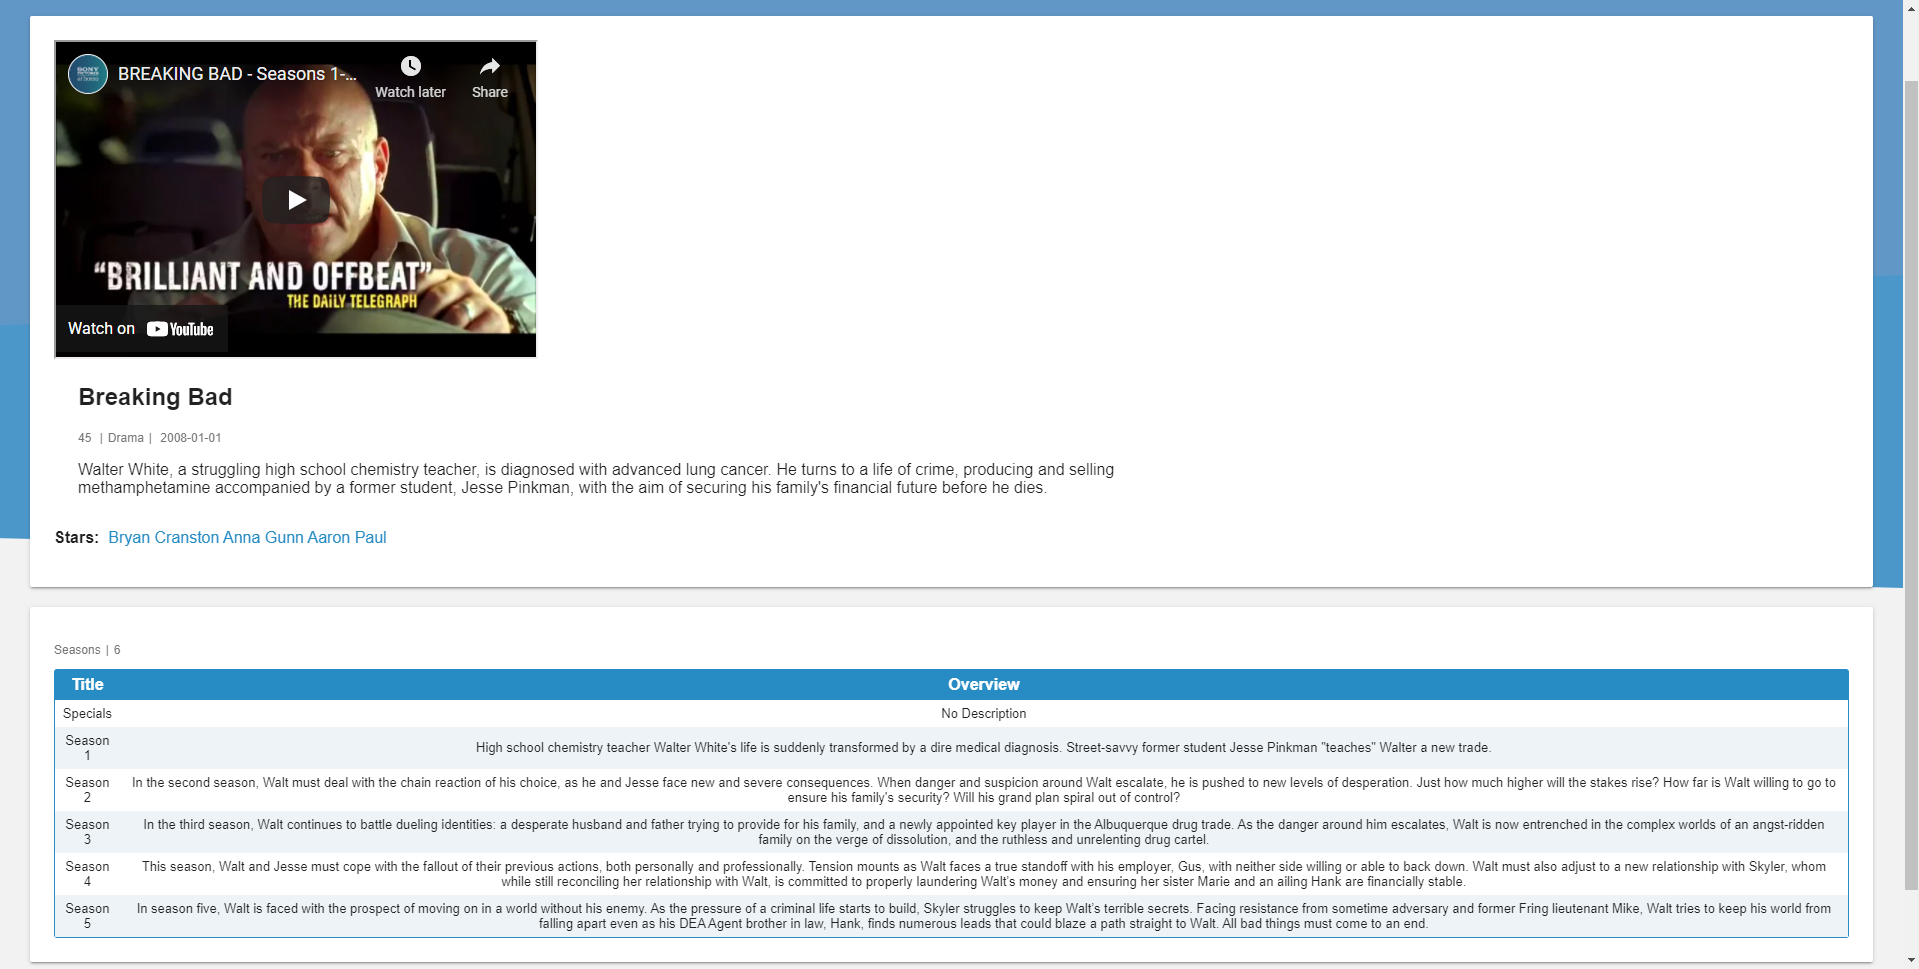 SONY
PICTURES
at home
BREAKING BAD - Seasons 1-...
Watch later
Share
“BRILLIANT AND OFFBEAT”
THE DAILY TELEGRAPH
Watch on YouTube
Breaking Bad
45 | Drama | 2008-01-01
Walter White, a struggling high school chemistry teacher, is diagnosed with advanced lung cancer. He turns to a life of crime, producing and selling
methamphetamine accompanied by a former student, Jesse Pinkman, with the aim of securing his family's financial future before he dies.
Stars: Bryan Cranston Anna Gunn Aaron Paul
Seasons | 6
Title Overview
Specials No Description
Season
1
High school chemistry teacher Walter White's life is suddenly transformed by a dire medical diagnosis. Street-savvy former student Jesse Pinkman "teaches" Walter a new trade.
Season
2
In the second season, Walt must deal with the chain reaction of his choice, as he and Jesse face new and severe consequences. When danger and suspicion around Walt escalate, he is pushed to new levels of desperation. Just how much higher will the stakes rise? How far is Walt willing to go to
ensure his family's security? Will his grand plan spiral out of control?
Season
3
In the third season, Walt continues to battle dueling identities: a desperate husband and father trying to provide for his family, and a newly appointed key player in the Albuquerque drug trade. As the danger around him escalates, Walt is now entrenched in the complex worlds of an angst-ridden
family on the verge of dissolution, and the ruthless and unrelenting drug cartel.
Season
4
This season, Walt and Jesse must cope with the fallout of their previous actions, both personally and professionally. Tension mounts as Walt faces a true standoff with his employer, Gus, with neither side willing or able to back down. Walt must also adjust to a new relationship with Skyler, whom
while still reconciling her relationship with Walt, is committed to properly laundering Walt’s money and ensuring her sister Marie and an ailing Hank are financially stable.
Season
5
In season five, Walt is faced with the prospect of moving on in a world without his enemy. As the pressure of a criminal life starts to build, Skyler struggles to keep Walt’s terrible secrets. Facing resistance from sometime adversary and former Fring lieutenant Mike, Walt tries to keep his world from
falling apart even as his DEA Agent brother in law, Hank, finds numerous leads that could blaze a path straight to Walt. All bad things must come to an end.